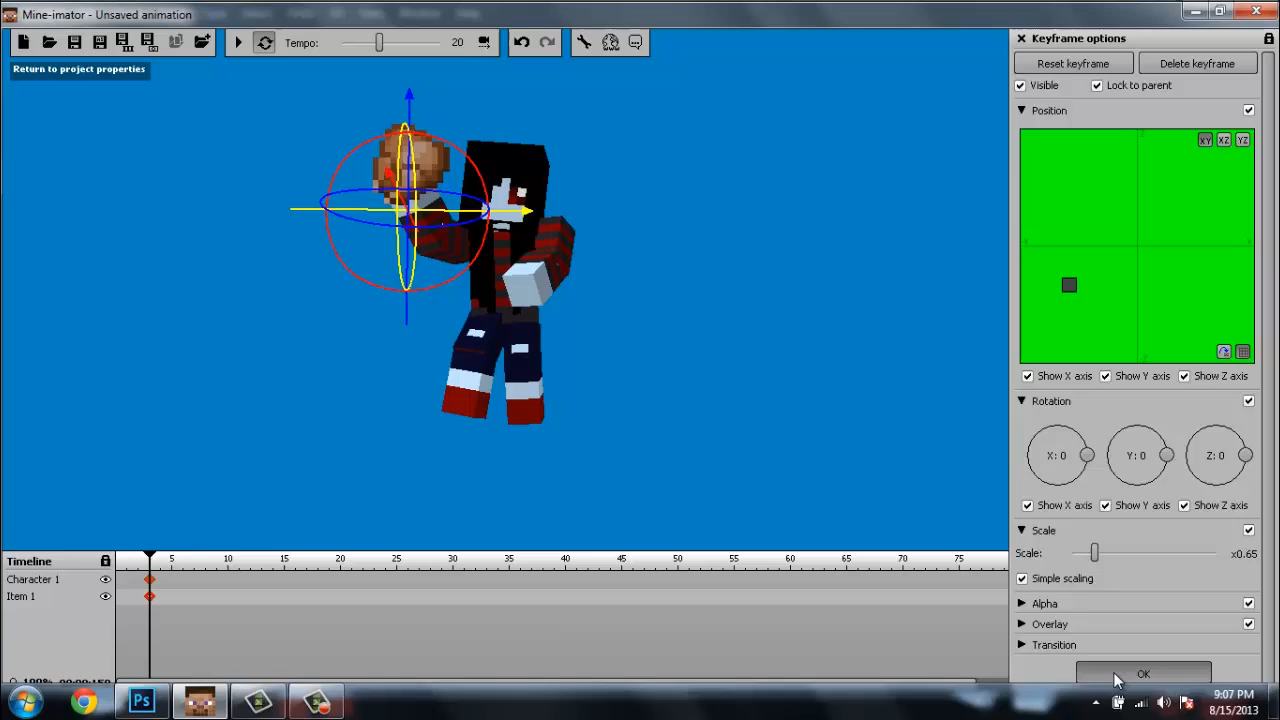 Mine-imator - Unsaved animation
Tempo: 20
Return to project properties
Keyframe options
Reset keyframe Delete keyframe
Visible Lock to parent
Position
XY XZ YZ
Show X axis Show Y axis Show Z axis
Rotation
X: 0 Y: 0 Z: 0
Show X axis Show Y axis Show Z axis
Scale
Scale: x0.65
Simple scaling
Alpha
Overlay
Transition
OK
Timeline 5 10 15 20 25 30 35 40 45 50 55 60 65 70 75
Character 1
Item 1
Ps
9:07 PM
8/15/2013